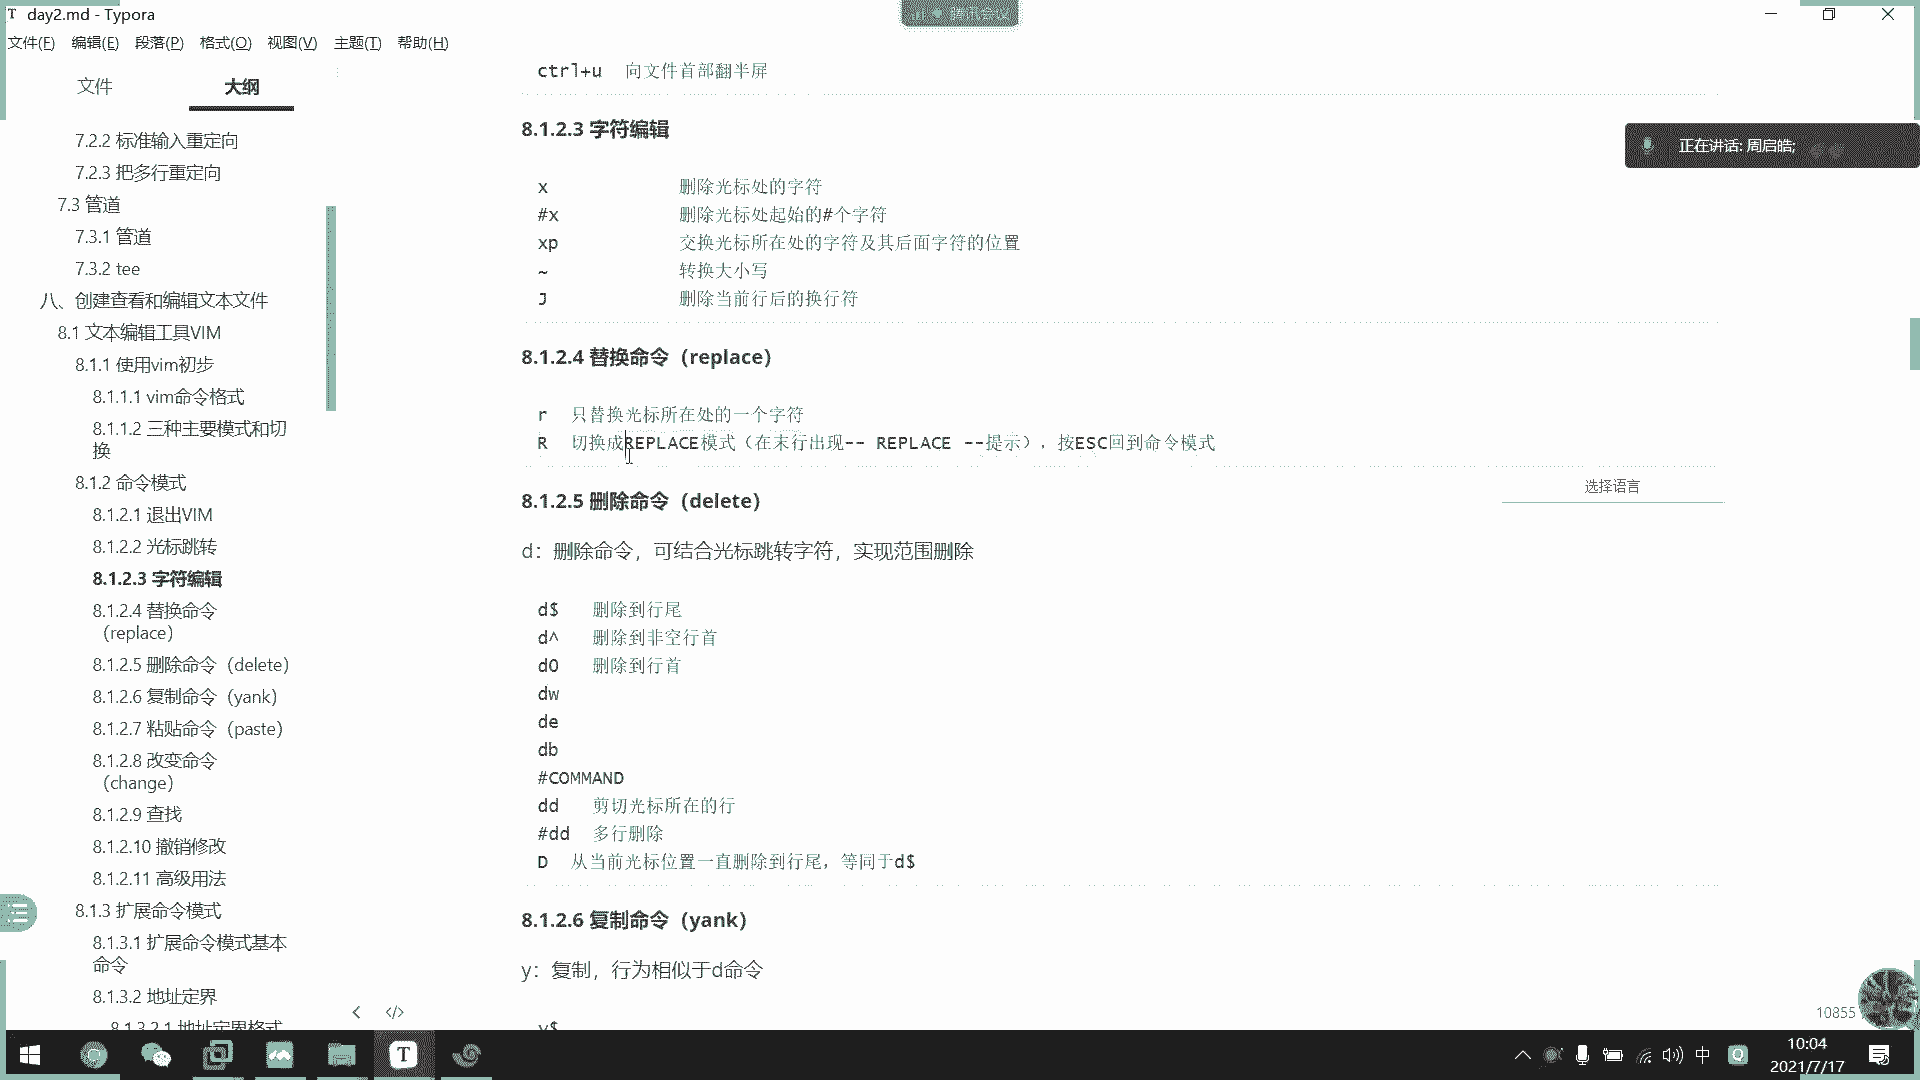 T day2.md - Typora
腾讯会议
文件(F) 编辑(E) 段落(P) 格式(O) 视图(V) 主题(T) 帮助(H)
文件 大纲
7.2.2 标准输入重定向
7.2.3 把多行重定向
7.3 管道
7.3.1 管道
7.3.2 tee
八、创建查看和编辑文本文件
8.1 文本编辑工具VIM
8.1.1 使用vim初步
8.1.1.1 vim命令格式
8.1.1.2 三种主要模式和切
换
8.1.2 命令模式
8.1.2.1 退出VIM
8.1.2.2 光标跳转
8.1.2.3 字符编辑
8.1.2.4 替换命令
（replace）
8.1.2.5 删除命令（delete）
8.1.2.6 复制命令（yank）
8.1.2.7 粘贴命令（paste）
8.1.2.8 改变命令
（change）
8.1.2.9 查找
8.1.2.10 撤销修改
8.1.2.11 高级用法
8.1.3 扩展命令模式
8.1.3.1 扩展命令模式基本
命令
8.1.3.2 地址定界
8.1.3.2.1 地址定界格式
ctrl+u 向文件首部翻半屏
8.1.2.3 字符编辑
x 删除光标处的字符
#x 删除光标处起始的#个字符
xp 交换光标所在处的字符及其后面字符的位置
~ 转换大小写
J 删除当前行后的换行符
8.1.2.4 替换命令（replace）
r 只替换光标所在处的一个字符
R 切换成REPLACE模式（在末行出现-- REPLACE --提示），按ESC回到命令模式
8.1.2.5 删除命令（delete）
选择语言
d：删除命令，可结合光标跳转字符，实现范围删除
d$ 删除到行尾
d^ 删除到非空行首
d0 删除到行首
dw
de
db
#COMMAND
dd 剪切光标所在的行
#dd 多行删除
D 从当前光标位置一直删除到行尾，等同于d$
8.1.2.6 复制命令（yank）
y：复制，行为相似于d命令
y$
正在讲话: 周启皓;
10855
T
中
10:04
2021/7/17